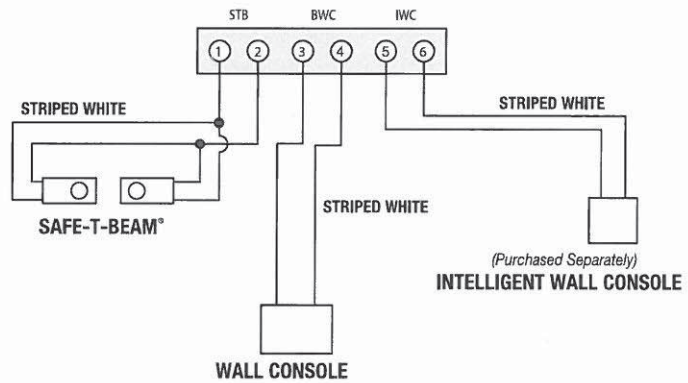 STB BWC IWC
1 2 3 4 5 6
STRIPED WHITE
STRIPED WHITE
SAFE-T-BEAM®
STRIPED WHITE
(Purchased Separately)
INTELLIGENT WALL CONSOLE
WALL CONSOLE